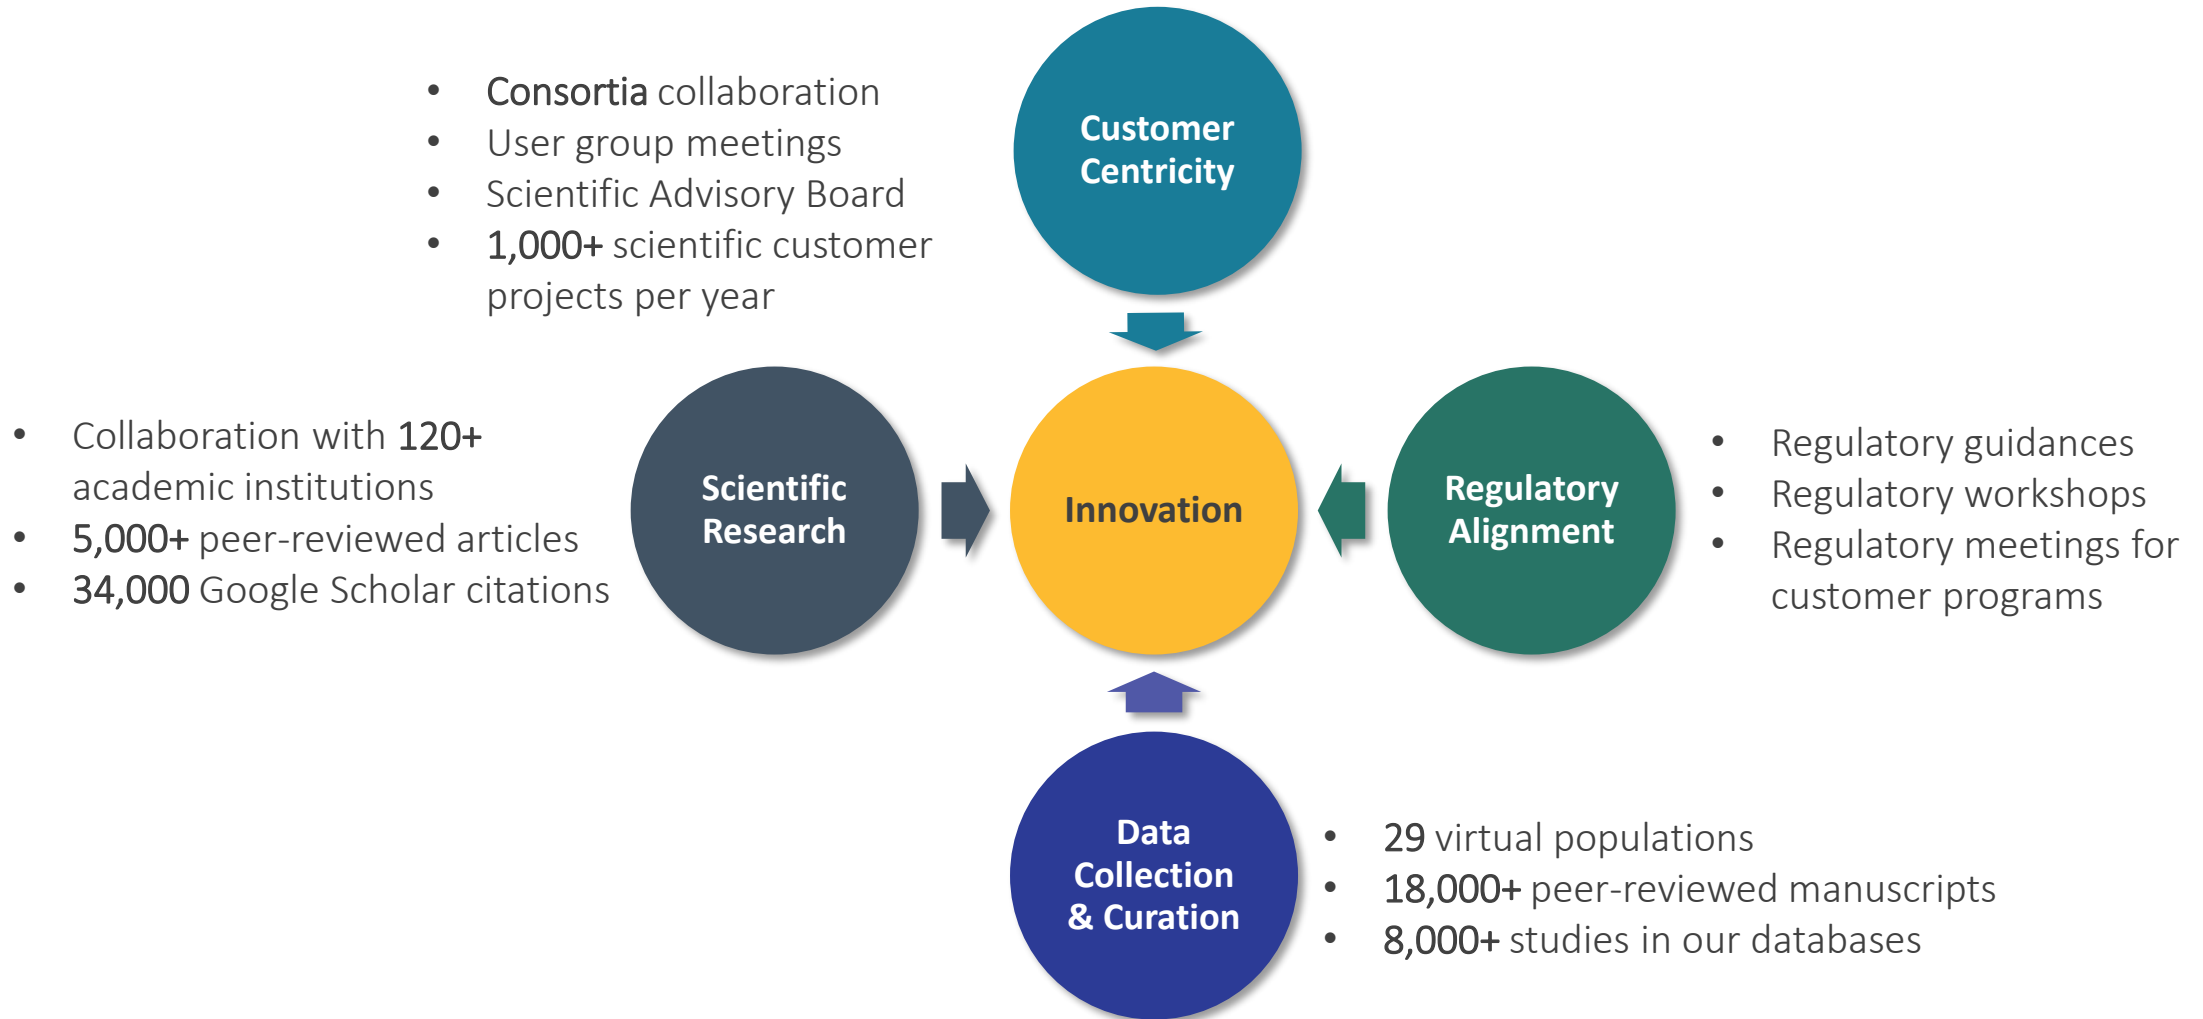 • Consortia collaboration
• User group meetings
• Scientific Advisory Board
• 1,000+ scientific customer
projects per year
Customer
Centricity
• Collaboration with 120+
academic institutions
• 5,000+ peer-reviewed articles
• 34,000 Google Scholar citations
Scientific
Research
Innovation
Regulatory
Alignment
• Regulatory guidances
• Regulatory workshops
• Regulatory meetings for
customer programs
Data
Collection
& Curation
• 29 virtual populations
• 18,000+ peer-reviewed manuscripts
• 8,000+ studies in our databases